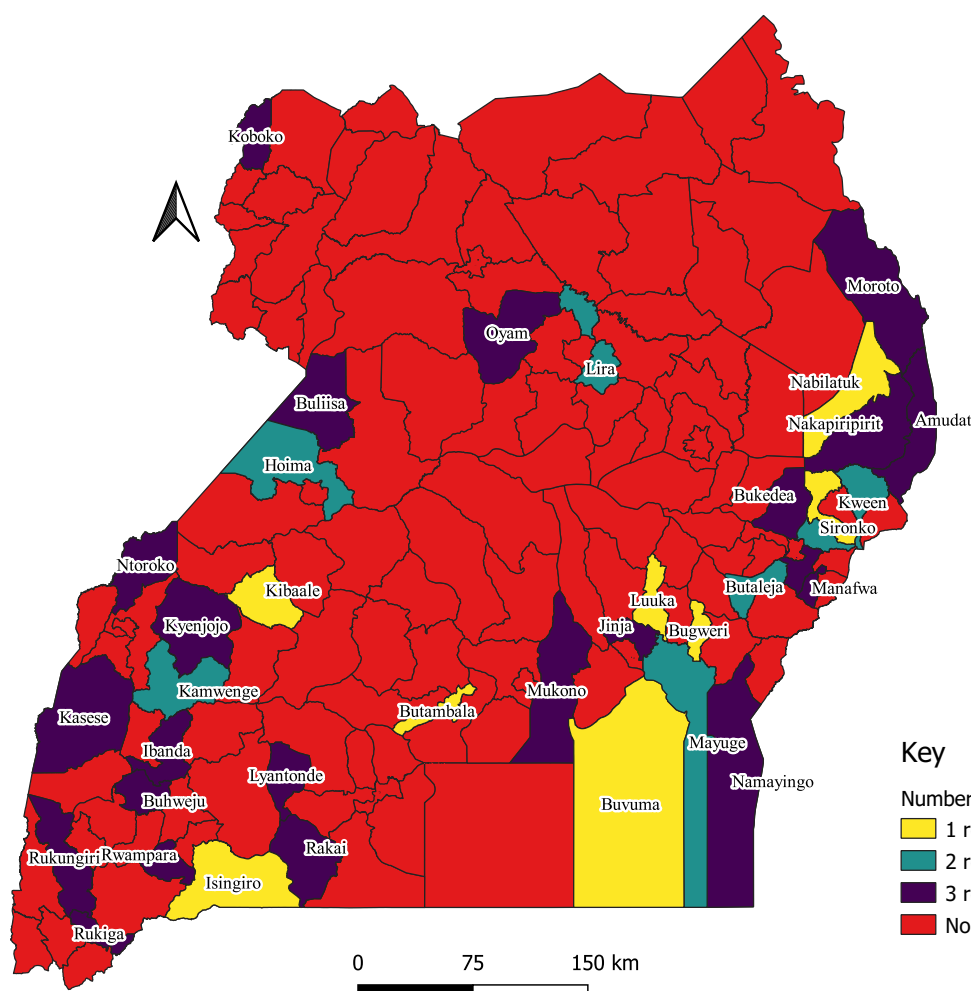 Koboko
Moroto
Oyam
Lira
Nabilatuk
Buliisa
Nakapiripirit
Amudat
Hoima
Bukedea
Kween
Sironko
Ntoroko
Kibaale
Butaleja
Manafwa
Luuka
Kyenjojo
Jinja
Bugweri
Kamwenge
Mukono
Butambala
Kasese
Mayuge
Ibanda
Lyantonde
Namayingo
Buhweju
Buvuma
Rukungiri
Rwampara
Rakai
Isingiro
Rukiga
Key
Number
1 r
2 r
3 r
No
0 75 150 km